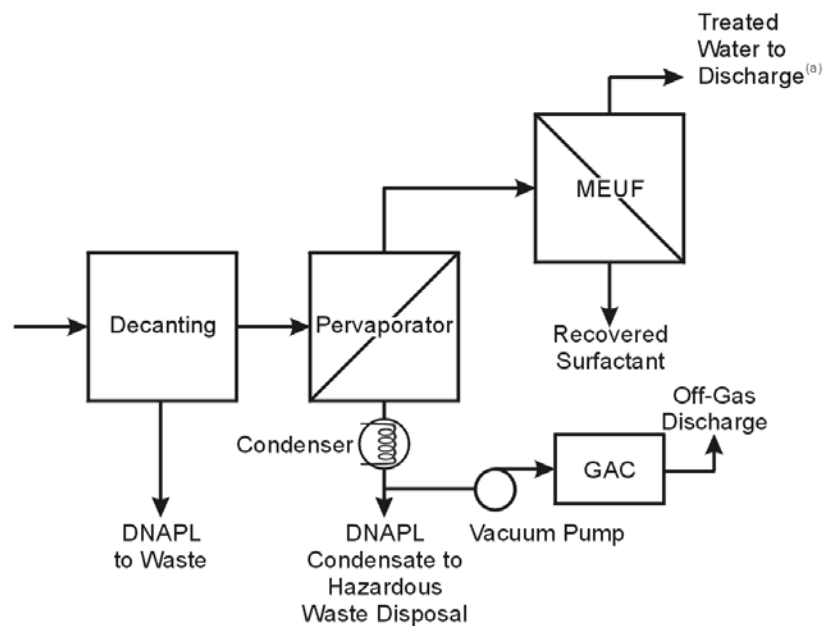 Treated
Water to
Discharge(a)
MEUF
Decanting
Pervaporator
Recovered
Surfactant
Off-Gas
Discharge
Condenser
GAC
Vacuum Pump
DNAPL
to Waste
DNAPL
Condensate to
Hazardous
Waste Disposal